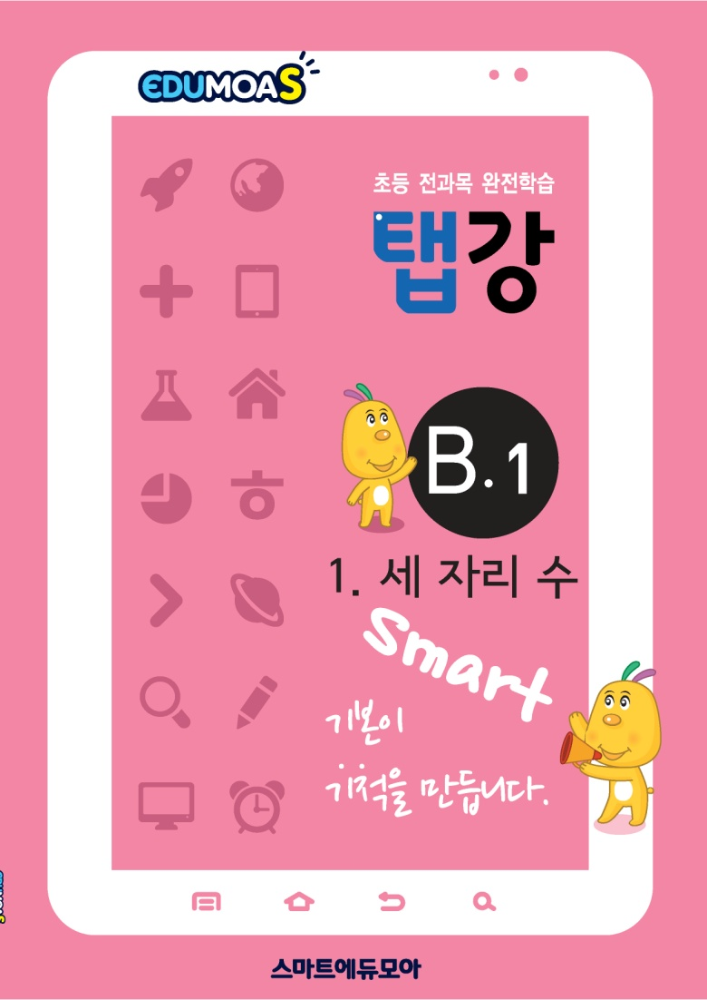 EDUMOAS
초등 전과목 완전학습
탭강
B.1
1. 세 자리 수
smart
기본이
기적을 만듭니다.
스마트에듀모아